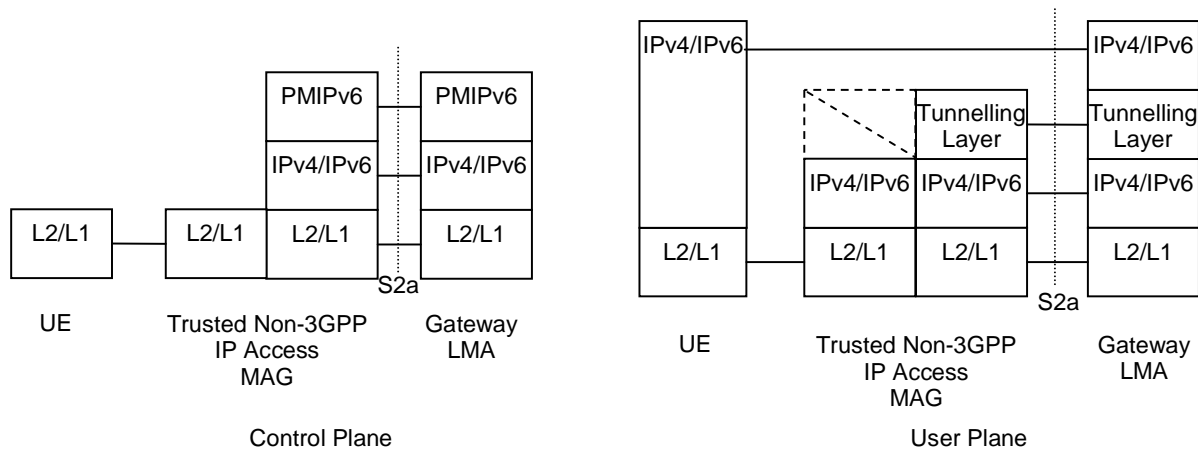 PMIPv6
PMIPv6
IPv4/IPv6
IPv4/IPv6
L2/L1
L2/L1
L2/L1
L2/L1
S2a
UE
Trusted Non-3GPP
IP Access
MAG
Gateway
LMA
Control Plane
IPv4/IPv6
IPv4/IPv6
Tunnelling
Layer
Tunnelling
Layer
IPv4/IPv6
IPv4/IPv6
IPv4/IPv6
L2/L1
L2/L1
L2/L1
L2/L1
S2a
UE
Trusted Non-3GPP
IP Access
MAG
Gateway
LMA
User Plane